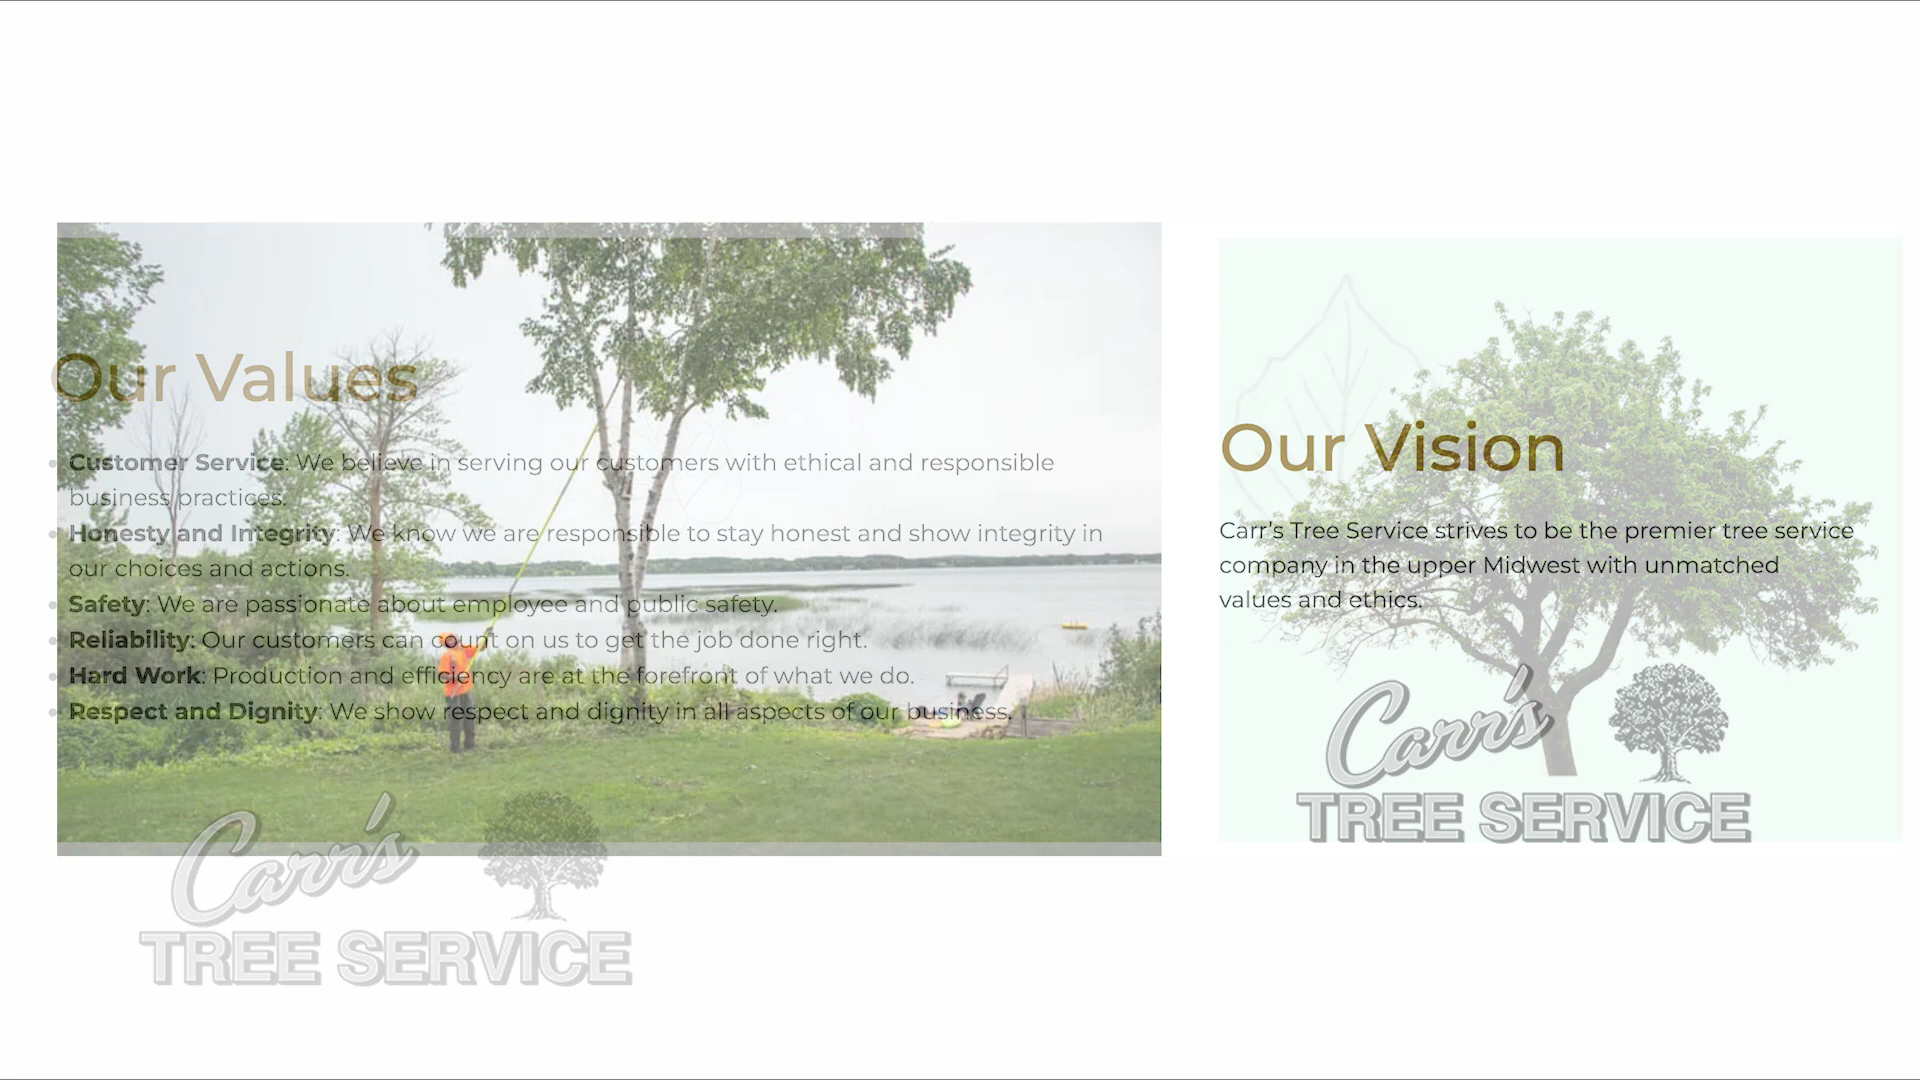 Our Values
Customer Service: We believe in serving our customers with ethical and responsible
business practices.
Honesty and Integrity: We know we are responsible to stay honest and show integrity in
our choices and actions.
Safety: We are passionate about employee and public safety.
Reliability: Our customers can count on us to get the job done right.
Hard Work: Production and efficiency are at the forefront of what we do.
Respect and Dignity: We show respect and dignity in all aspects of our business.
Carr's
TREE SERVICE
Our Vision
Carr's Tree Service strives to be the premier tree service
company in the upper Midwest with unmatched
values and ethics.
Carr's
TREE SERVICE